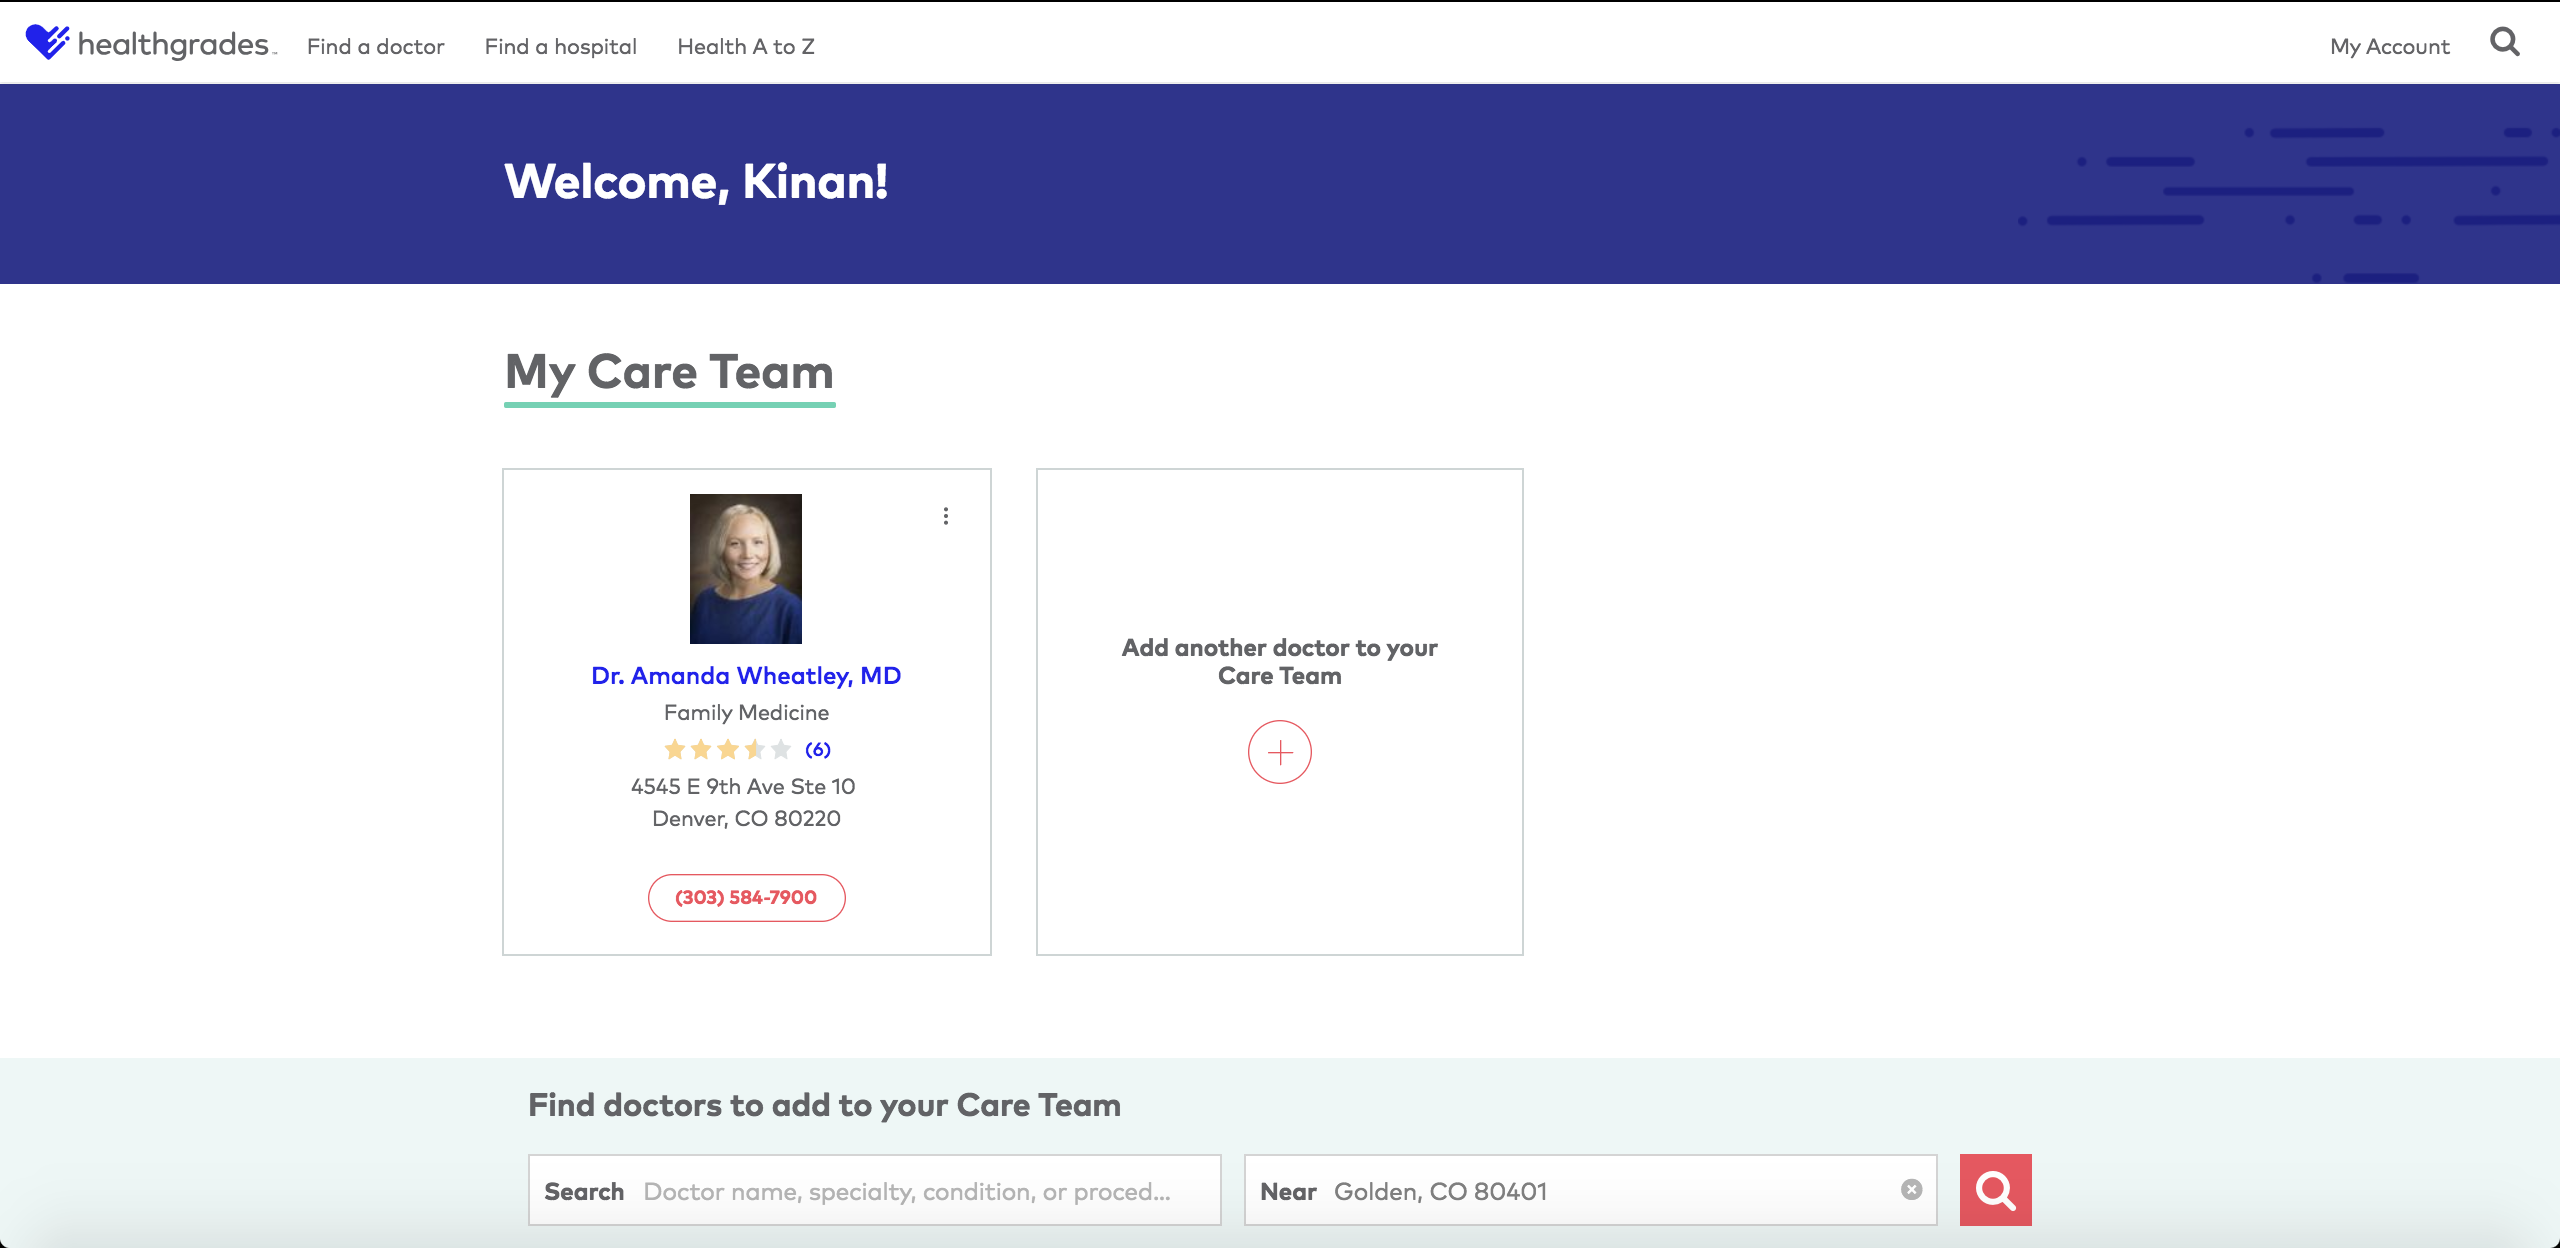 healthgrades
Find a doctor
Find a hospital
Health A to Z
My Account
Welcome, Kinan!
My Care Team
Dr. Amanda Wheatley, MD
Family Medicine
(6)
4545 E 9th Ave Ste 10
Denver, CO 80220
(303) 584-7900
Add another doctor to your
Care Team
Find doctors to add to your Care Team
Search Doctor name, specialty, condition, or proced...
Near Golden, CO 80401